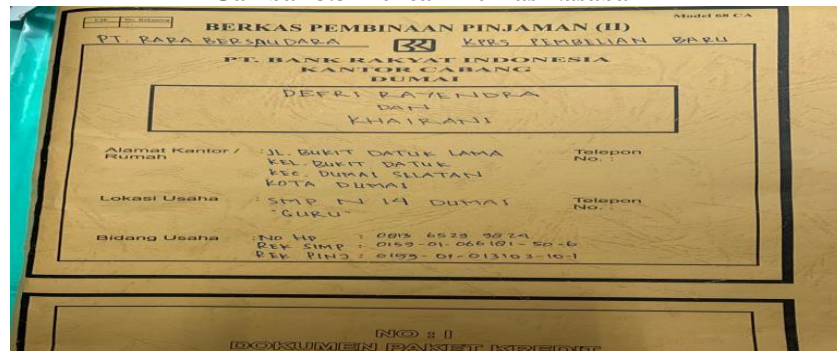 BERKAS PEMBINAAN PINJAMAN (II)
Model 68 CA
PT. RARA BERSAUDARA
KPRS PEMBELIAN BARU
PT. BANK RAKYAT INDONESIA
KANTOR CABANG
DUMAI
DEFRI RAYENDRA
DAN
KHAIRANI
Alamat Kantor / Rumah : JL. BUKIT DATUK LAMA
KEL. BUKIT DATUK
KEC. DUMAI SELATAN
KOTA DUMAI
Telepon No. :
Lokasi Usaha : SMP N 14 DUMAI
"GURU"
Telepon No. :
Bidang Usaha : No HP : 0813 6529 9824
REK SIMP : 0159-01-066181-50-6
REK PINJ : 0159-01-013103-10-1
NO : I
DOKUMEN PAKET KREDIT